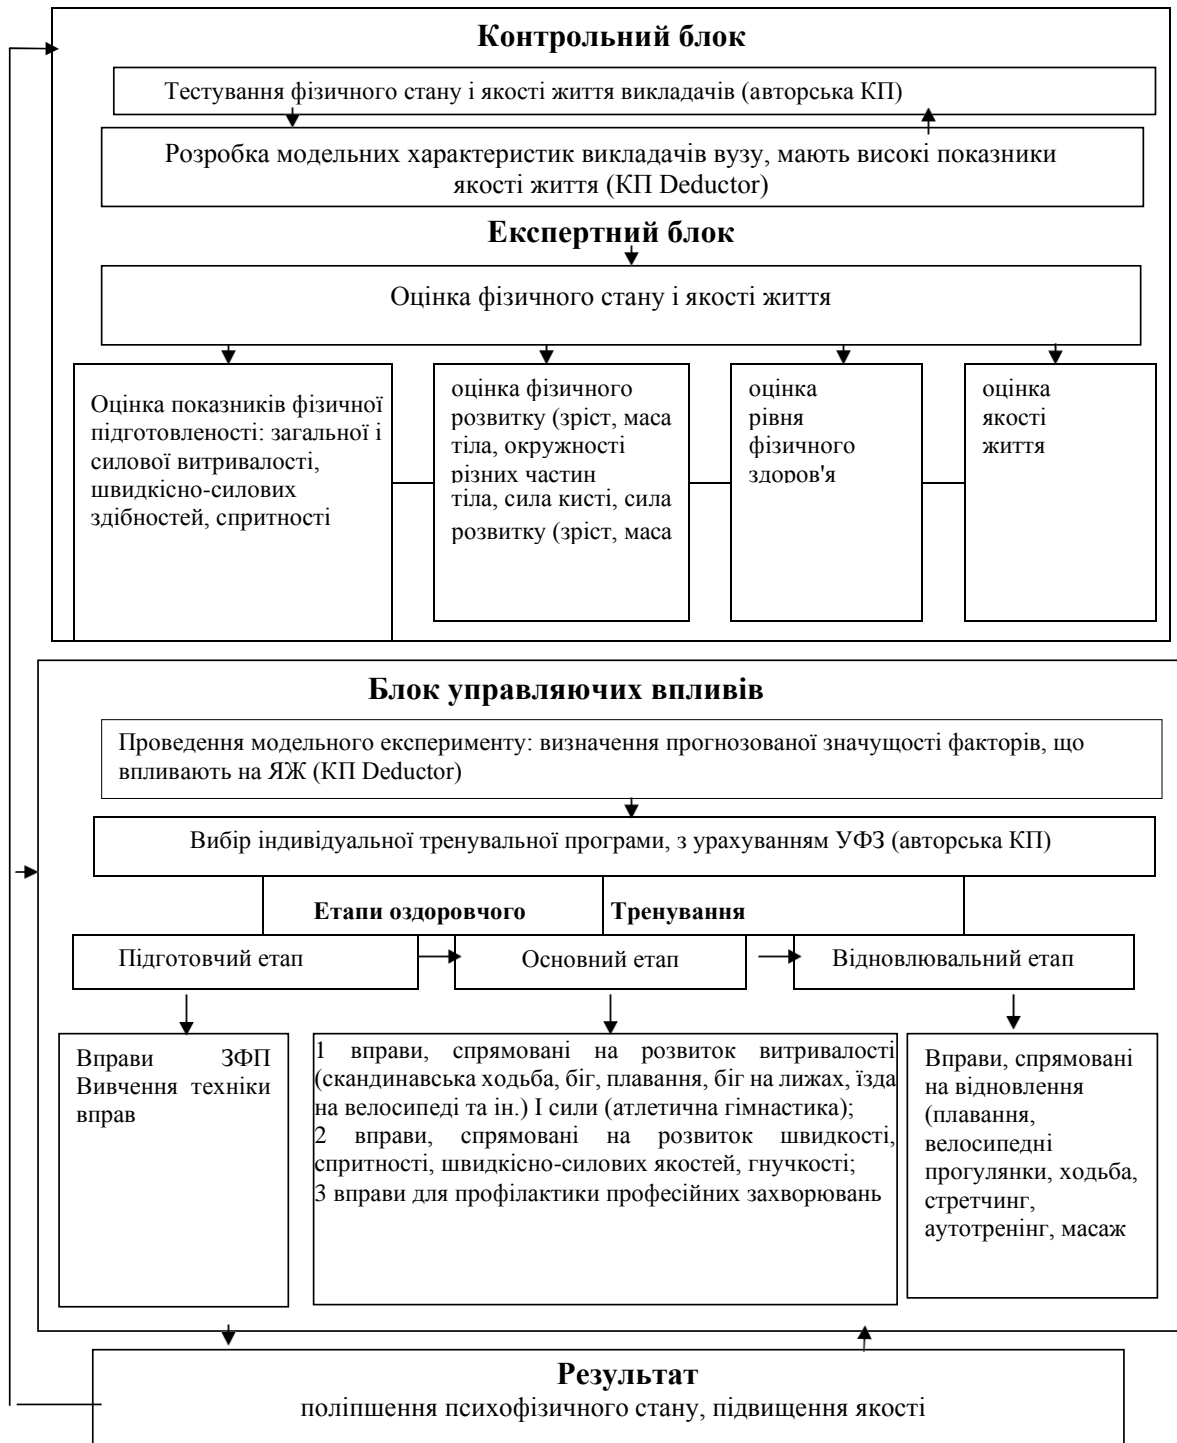 Контрольний блок
Тестування фізичного стану і якості життя викладачів (авторська КП)
Розробка модельних характеристик викладачів вузу, мають високі показники
якості життя (КП Deductor)
Експертний блок
Оцінка фізичного стану і якості життя
Оцінка показників фізичної
підготовленості: загальної і
силової витривалості,
швидкісно-силових
здібностей, спритності
оцінка фізичного
розвитку (зріст, маса
тіла, окружності
різних частин
тіла, сила кисті, сила
розвитку (зріст, маса
оцінка
рівня
фізичного
здоров'я
оцінка
якості
життя
Блок управляючих впливів
Проведення модельного експерименту: визначення прогнозованої значущості факторів, що
впливають на ЯЖ (КП Deductor)
Вибір індивідуальної тренувальної програми, з урахуванням УФЗ (авторська КП)
Етапи оздоровчого Тренування
Підготовчий етап
Основний етап
Відновлювальний етап
Вправи ЗФП
Вивчення техніки
вправ
1 вправи, спрямовані на розвиток витривалості
(скандинавська ходьба, біг, плавання, біг на лижах, їзда
на велосипеді та ін.) І сили (атлетична гімнастика);
2 вправи, спрямовані на розвиток швидкості,
спритності, швидкісно-силових якостей, гнучкості;
3 вправи для профілактики професійних захворювань
Вправи, спрямовані
на відновлення
(плавання,
велосипедні
прогулянки, ходьба,
стретчинг,
аутотренінг, масаж
Результат
поліпшення психофізичного стану, підвищення якості